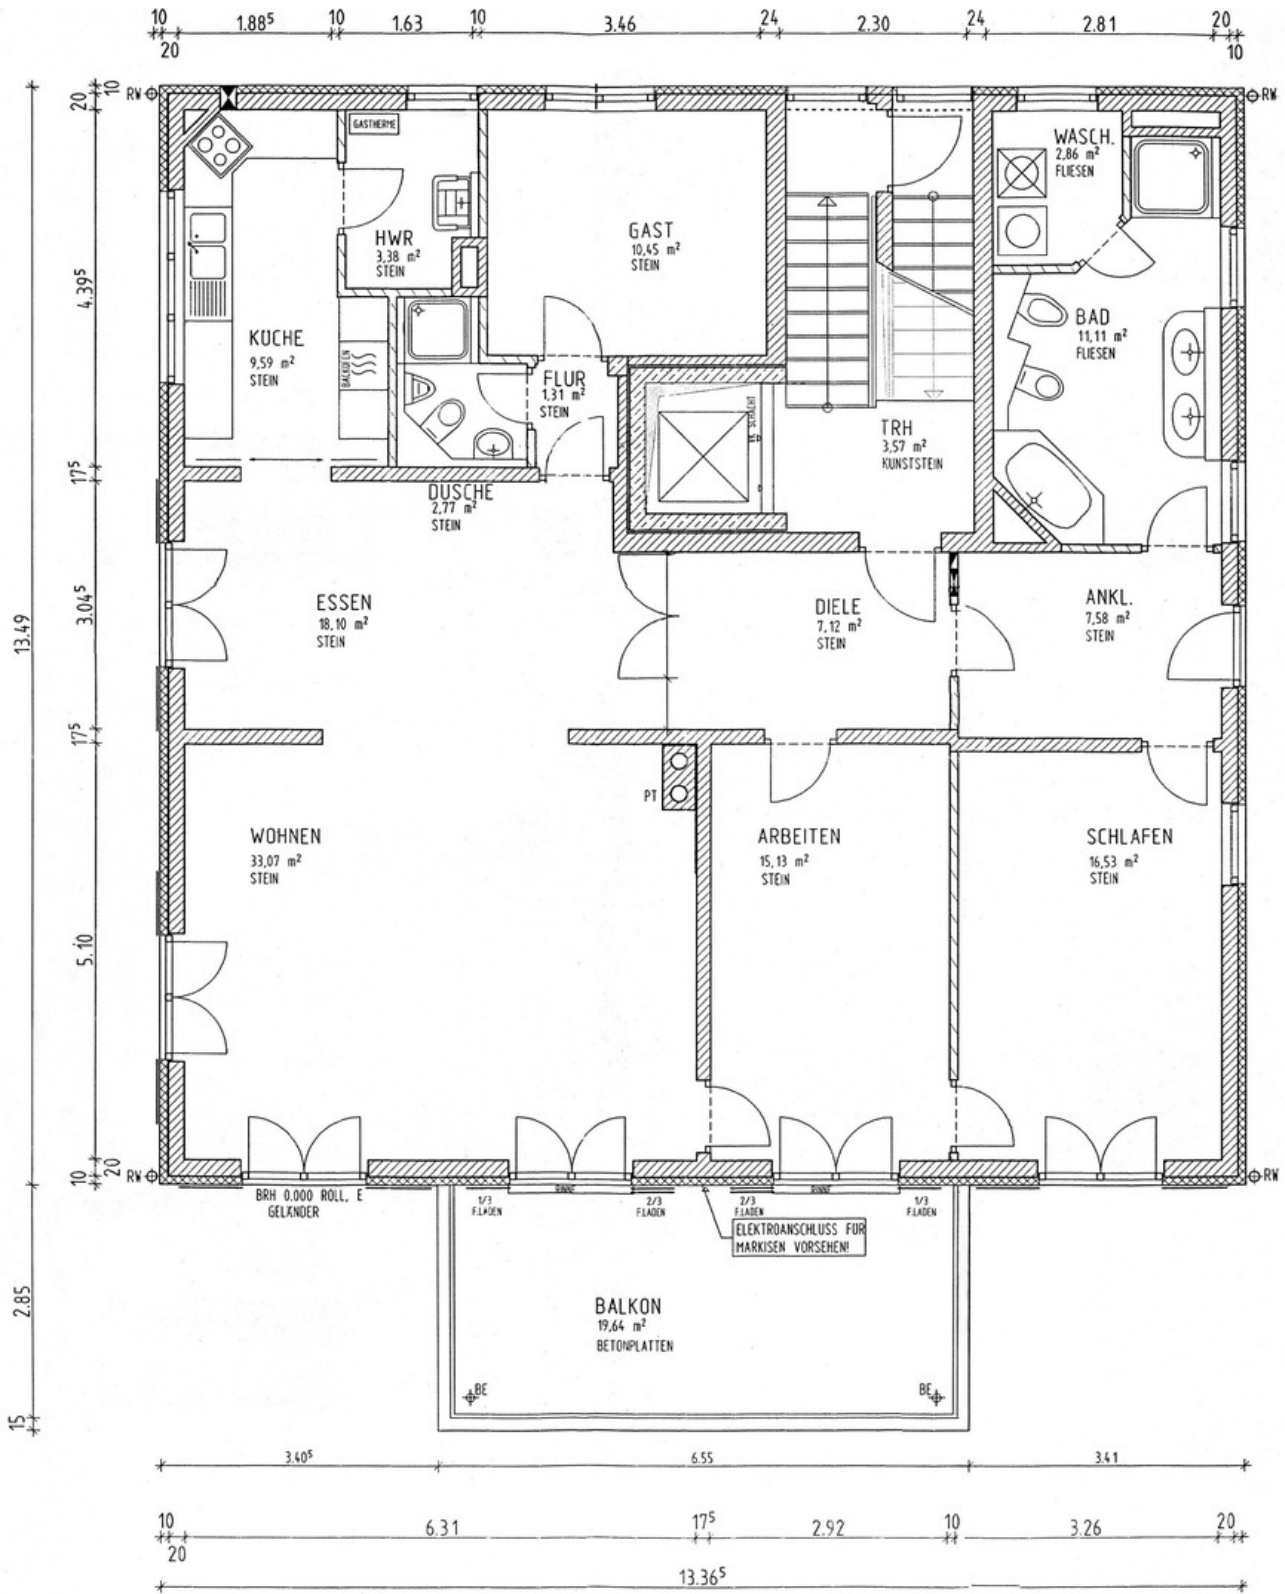 10 1.88⁵ 10 1.63 10 3.46 24 2.30 24 2.81 20
20 10
13.49
2.85
15
10
20
4.39⁵
17⁵
3.04⁵
17⁵
5.10
20
10
RW
RW
GASTHERME
WASCH.
2,86 m²
FLIESEN
HWR
3,38 m²
STEIN
GAST
10,45 m²
STEIN
KÜCHE
9,59 m²
STEIN
BACKOFEN
BAD
11,11 m²
FLIESEN
FLUR
1,31 m²
STEIN
TRH
3,57 m²
KUNSTSTEIN
DUSCHE
2,77 m²
STEIN
ESSEN
18,10 m²
STEIN
DIELE
7,12 m²
STEIN
ANKL.
7,58 m²
STEIN
PT
WOHNEN
33,07 m²
STEIN
ARBEITEN
15,13 m²
STEIN
SCHLAFEN
16,53 m²
STEIN
RW
RW
BRH 0.000 ROLL. E
GELÄNDER
RINNE
RINNE
1/3
F.LADEN
2/3
F.LADEN
2/3
F.LADEN
1/3
F.LADEN
ELEKTROANSCHLUSS FÜR
MARKISEN VORSEHEN!
BALKON
19,64 m²
BETONPLATTEN
BE
BE
3.40⁵ 6.55 3.41
10 6.31 17⁵ 2.92 10 3.26 20
20
13.36⁵